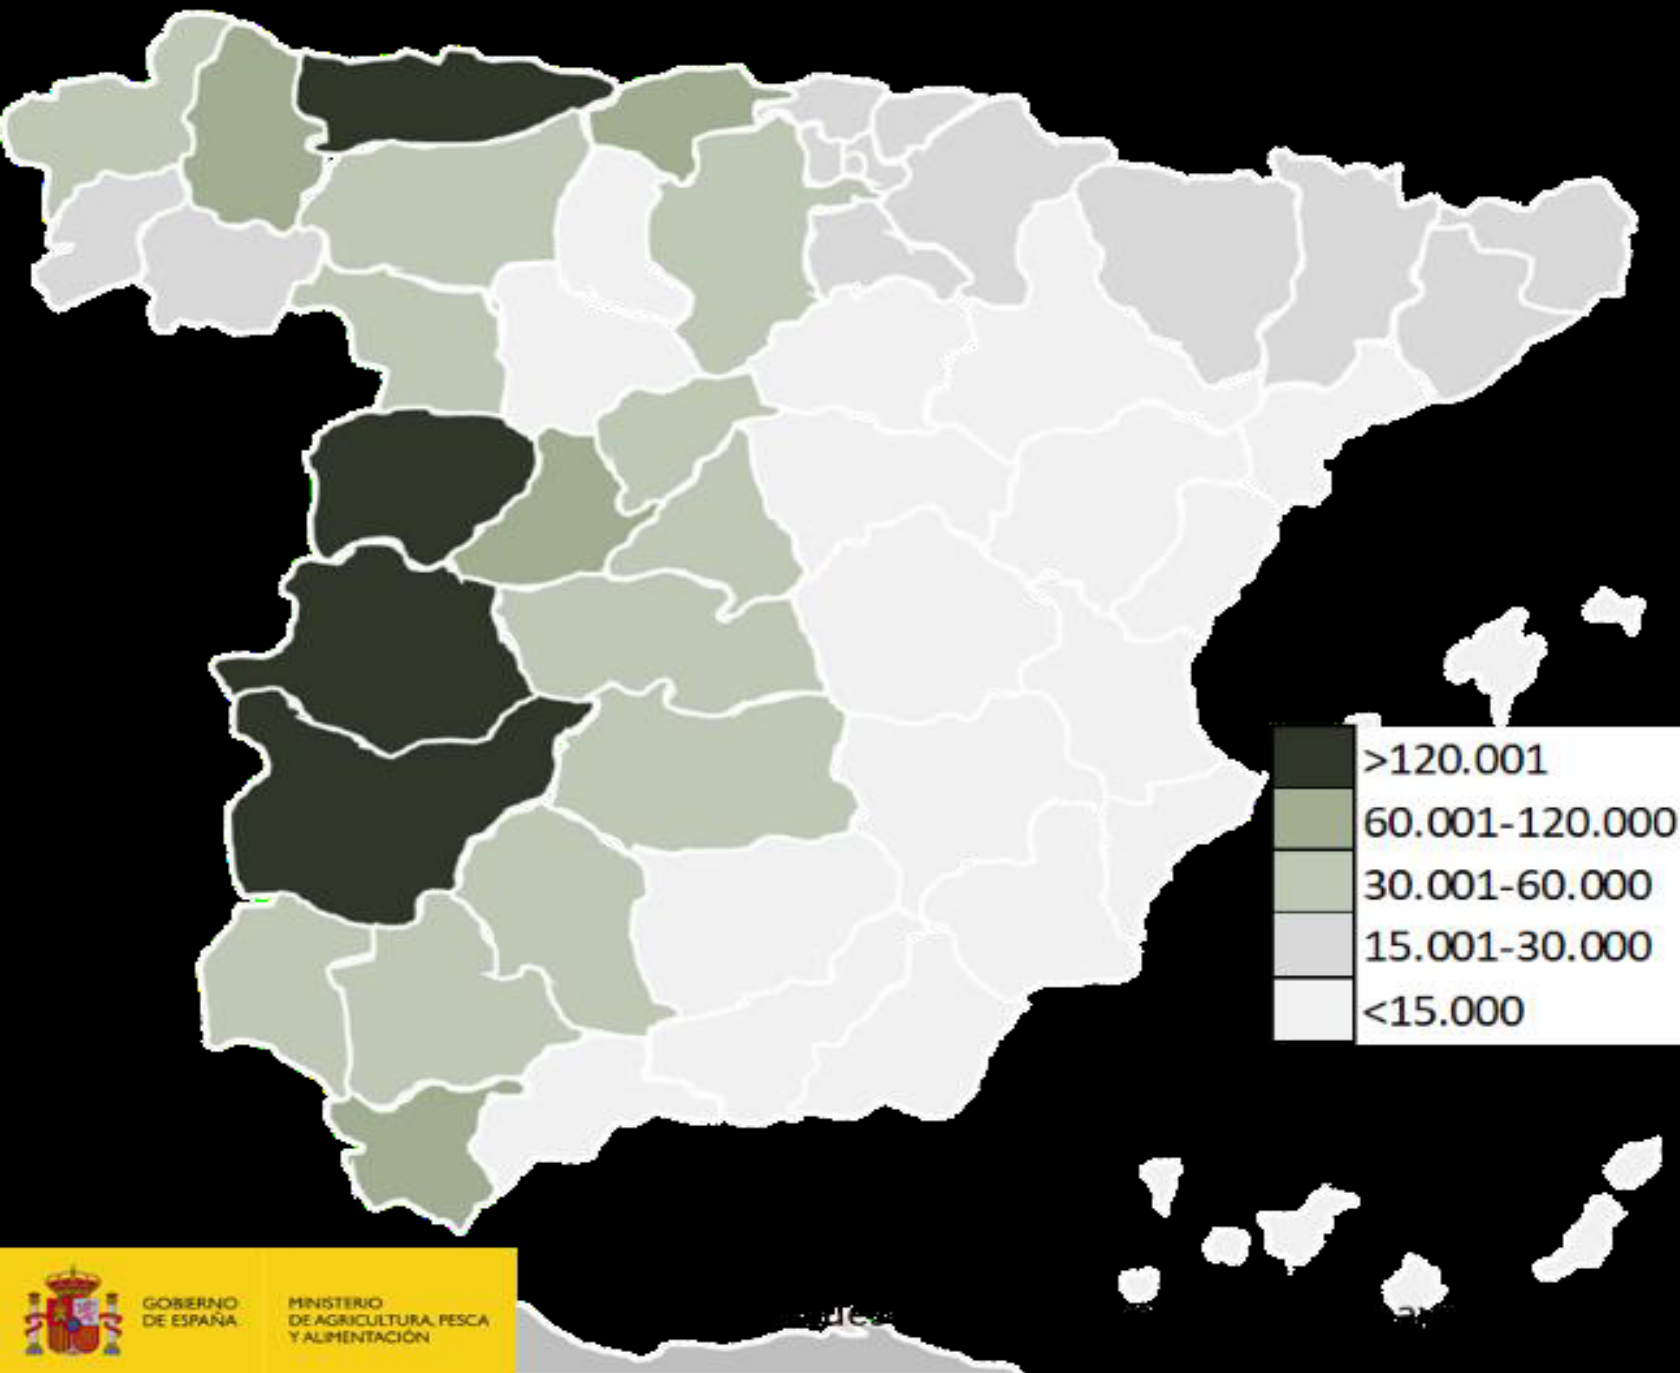 >120.001
60.001-120.000
30.001-60.000
15.001-30.000
<15.000
GOBIERNO
DE ESPAÑA
MINISTERIO
DE AGRICULTURA, PESCA
Y ALIMENTACIÓN